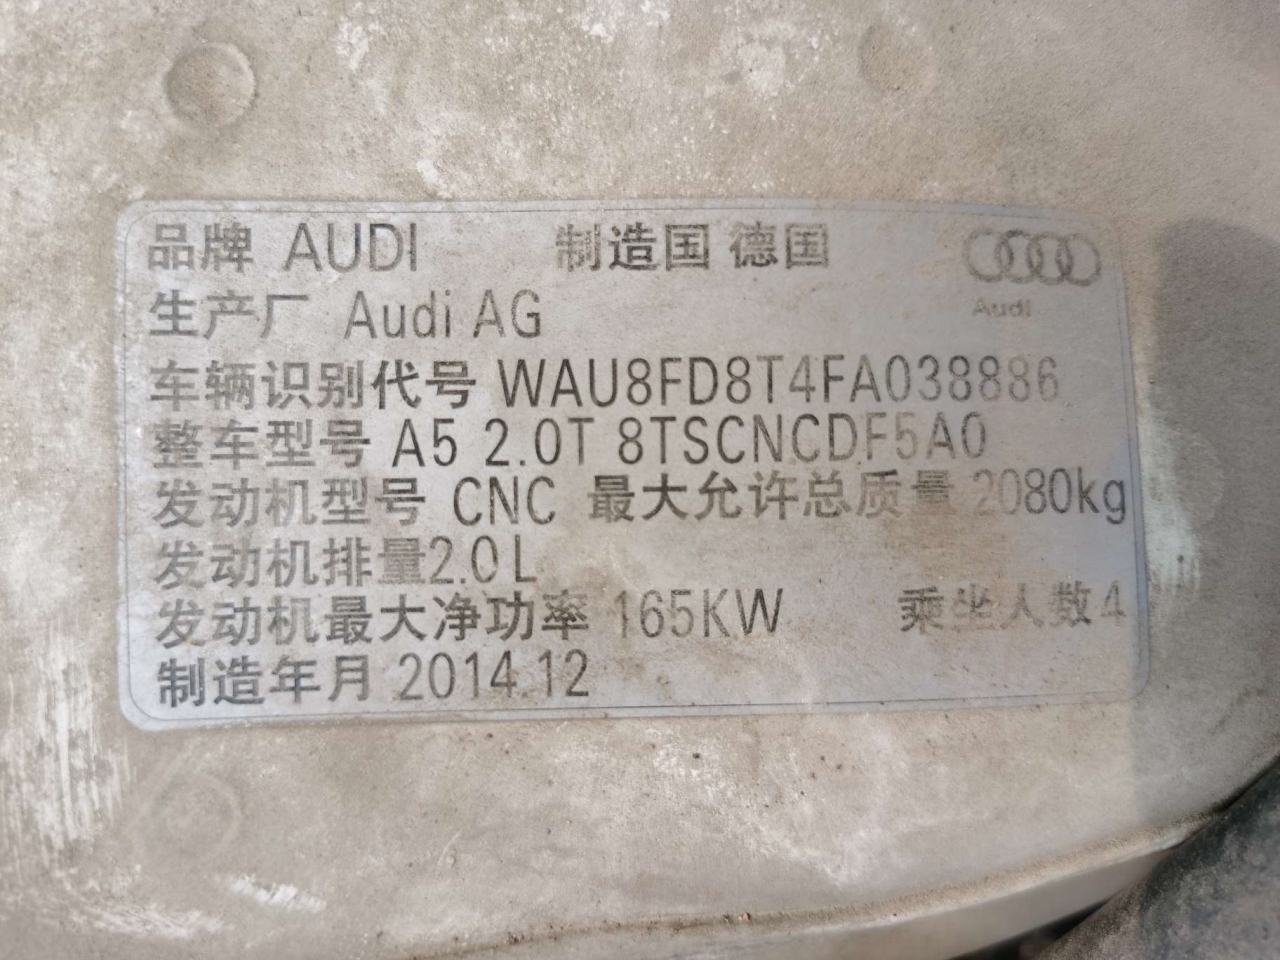 品牌 AUDI 制造国 德国
Audi
生产厂 Audi AG
车辆识别代号 WAU8FD8T4FA038886
整车型号 A5 2.0T 8TSCNCDF5A0
发动机型号 CNC 最大允许总质量 2080kg
发动机排量2.0L
发动机最大净功率 165KW 乘坐人数4
制造年月 2014.12